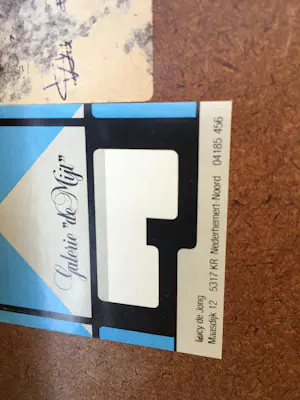 Galerie "de Mijt"
Lucy de Jong
Maasdijk 12 5317 KR Nederhemert-Noord 04185 456